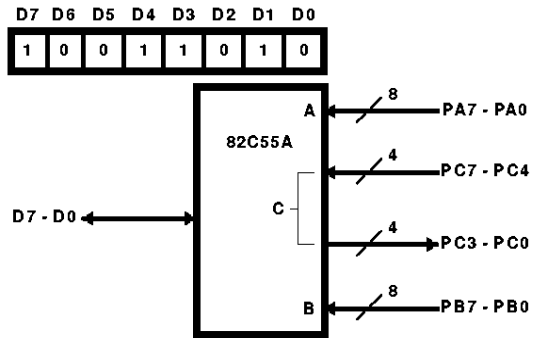 D7 D6 D5 D4 D3 D2 D1 D0
1 0 0 1 1 0 1 0
8
A PA7 - PA0
82C55A
4
PC7 - PC4
C
D7 - D0
4
PC3 - PC0
8
B PB7 - PB0